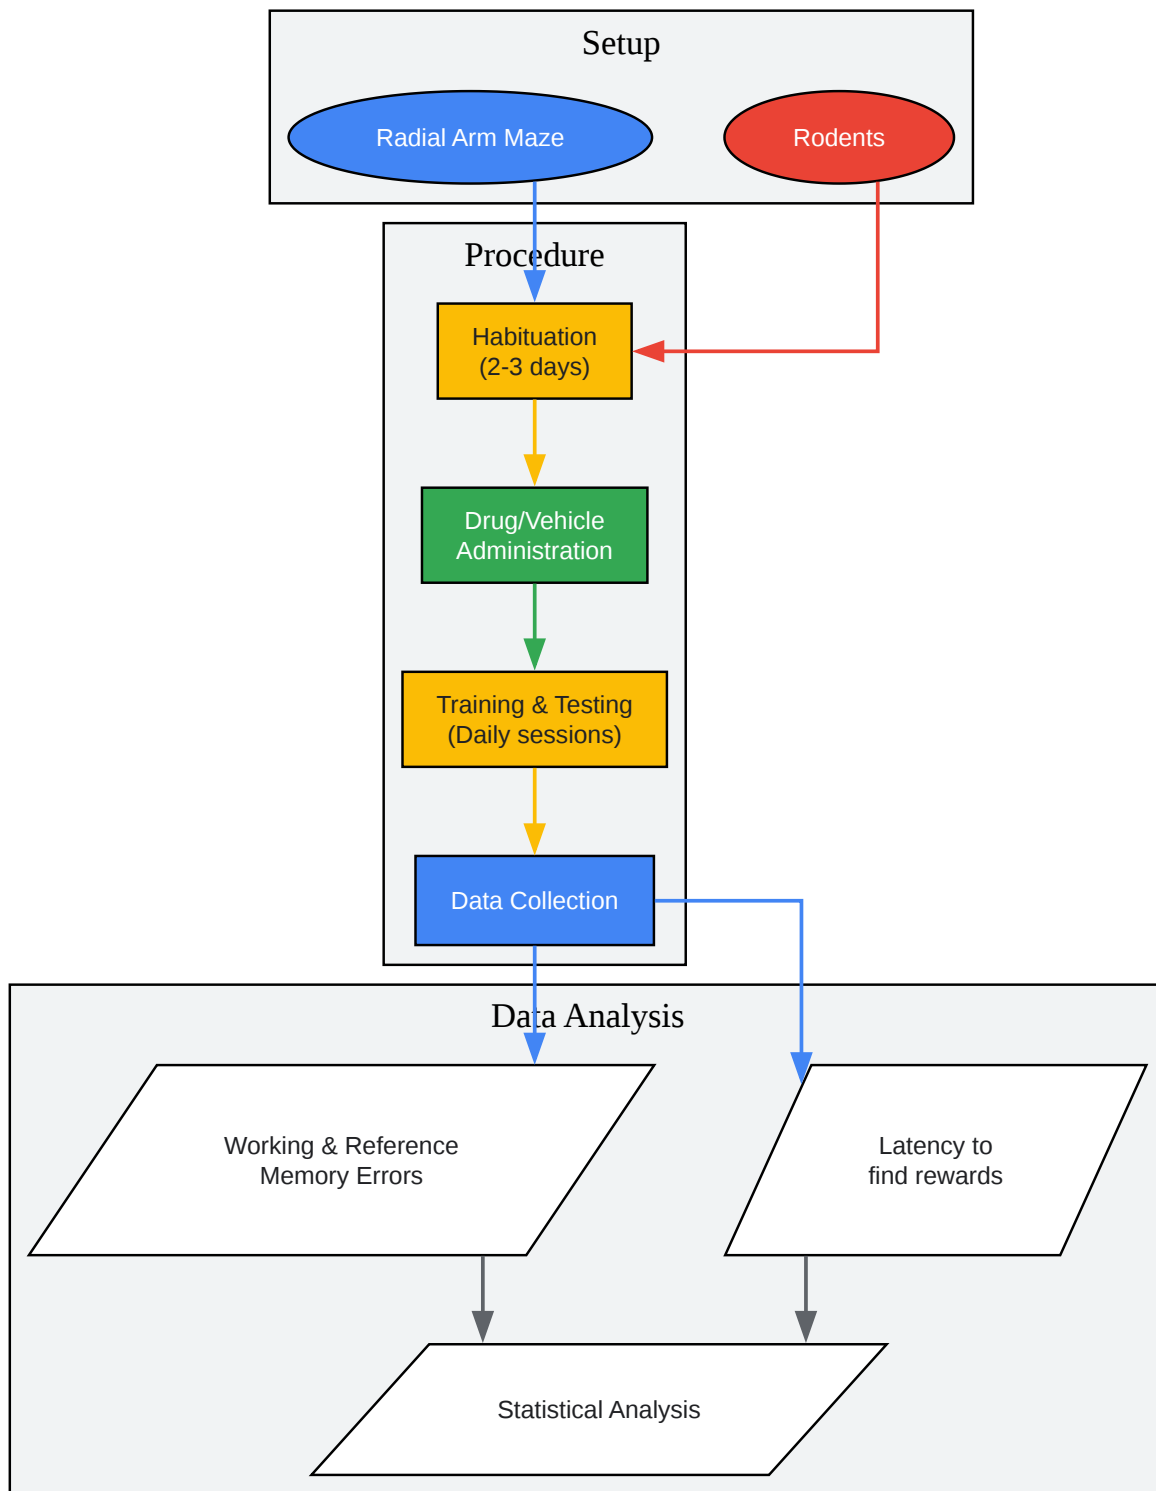 Setup
Radial Arm Maze
Rodents
Procedure
Habituation
(2-3 days)
Drug/Vehicle
Administration
Training & Testing
(Daily sessions)
Data Collection
Data Analysis
Working & Reference
Memory Errors
Latency to
find rewards
Statistical Analysis